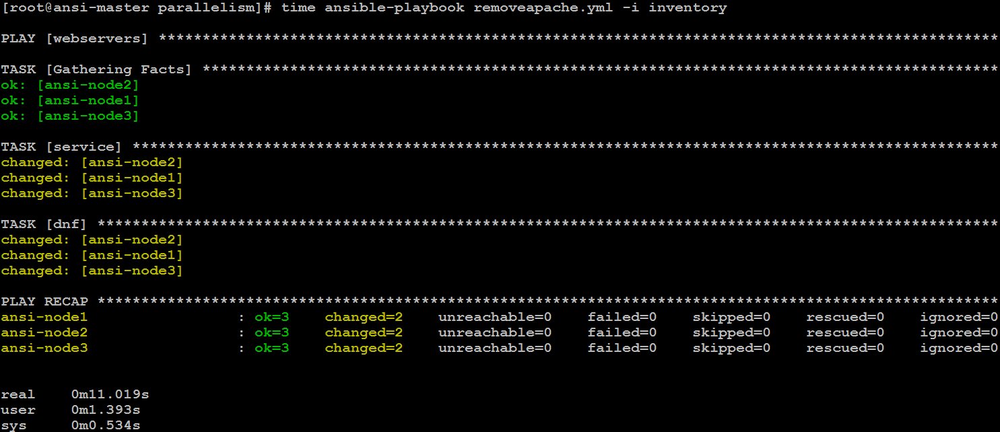 [root@ansi-master parallelism]# time ansible-playbook removeapache.yml -i inventory
PLAY [webservers] *******************************************************************************************************************
TASK [Gathering Facts] *************************************************************************************************************
ok: [ansi-node2]
ok: [ansi-node1]
ok: [ansi-node3]
TASK [service] ***********************************************************************************************************************
changed: [ansi-node2]
changed: [ansi-node1]
changed: [ansi-node3]
TASK [dnf] ***************************************************************************************************************************
changed: [ansi-node2]
changed: [ansi-node1]
changed: [ansi-node3]
PLAY RECAP ***************************************************************************************************************************
ansi-node1 : ok=3 changed=2 unreachable=0 failed=0 skipped=0 rescued=0 ignored=0
ansi-node2 : ok=3 changed=2 unreachable=0 failed=0 skipped=0 rescued=0 ignored=0
ansi-node3 : ok=3 changed=2 unreachable=0 failed=0 skipped=0 rescued=0 ignored=0
real 0m11.019s
user 0m1.393s
sys 0m0.534s